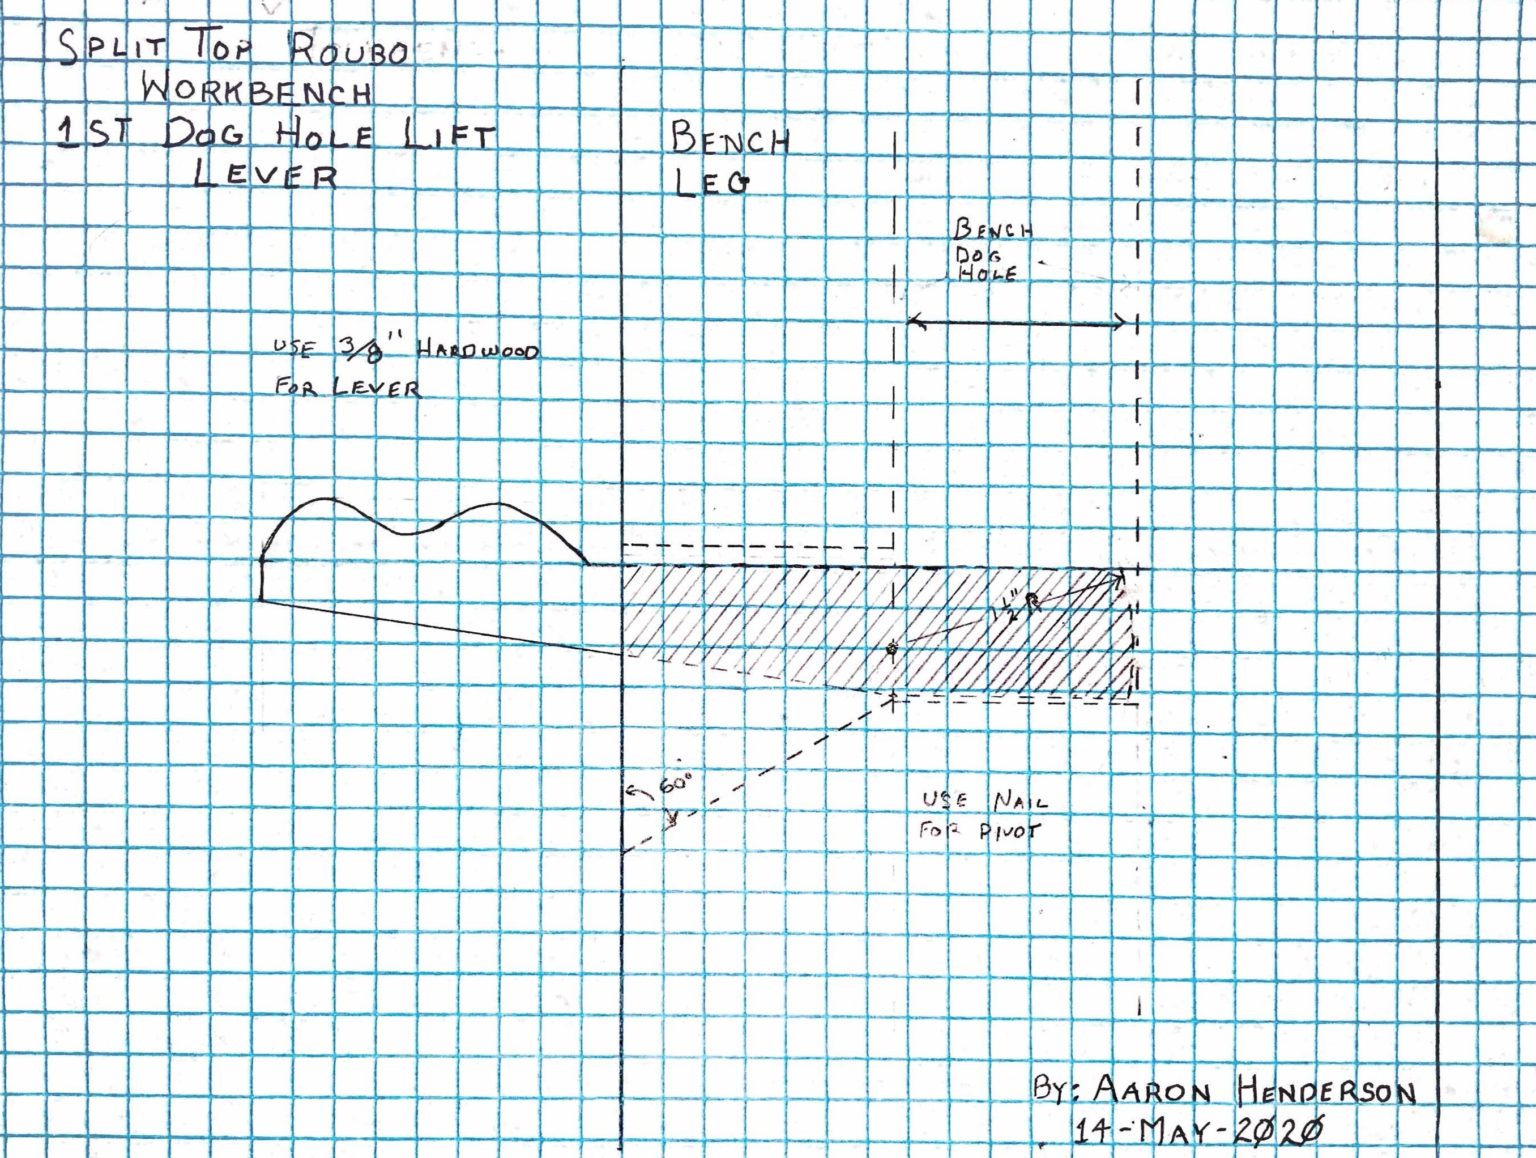 SPLIT TOP ROUBO
WORKBENCH
1ST DOG HOLE LIFT
LEVER
BENCH
LEG
BENCH
DOG
HOLE
USE 3/8" HARDWOOD
FOR LEVER
1 1/2" R
60°
USE NAIL
FOR PIVOT
BY: AARON HENDERSON
14-MAY-2020